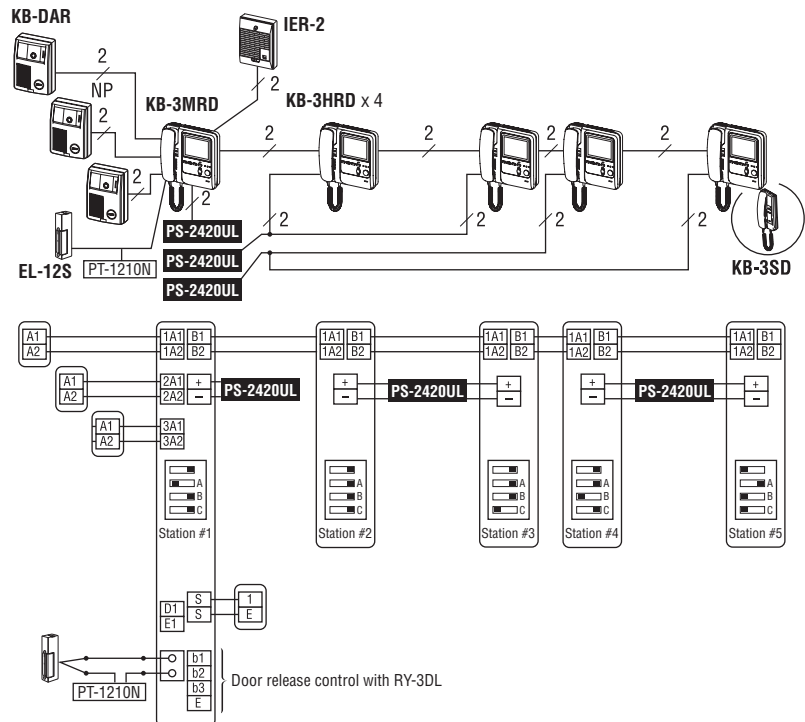 KB-DAR
IER-2
2
NP
KB-3MRD
2
KB-3HRD x 4
2
2
2
2
2
2
2
2
2
2
2
PS-2420UL
PS-2420UL
PS-2420UL
EL-12S
PT-1210N
KB-3SD
A1 1A1 B1 1A1 B1 1A1 B1 1A1 B1 1A1 B1
A2 1A2 B2 1A2 B2 1A2 B2 1A2 B2 1A2 B2
A1 2A1 + + + + +
A2 2A2 − − − − −
PS-2420UL PS-2420UL PS-2420UL
A1 3A1
A2 3A2
A A A A A
B B B B B
C C C C C
Station #1 Station #2 Station #3 Station #4 Station #5
D1 S 1
E1 S E
b1
b2
b3
E
Door release control with RY-3DL
PT-1210N